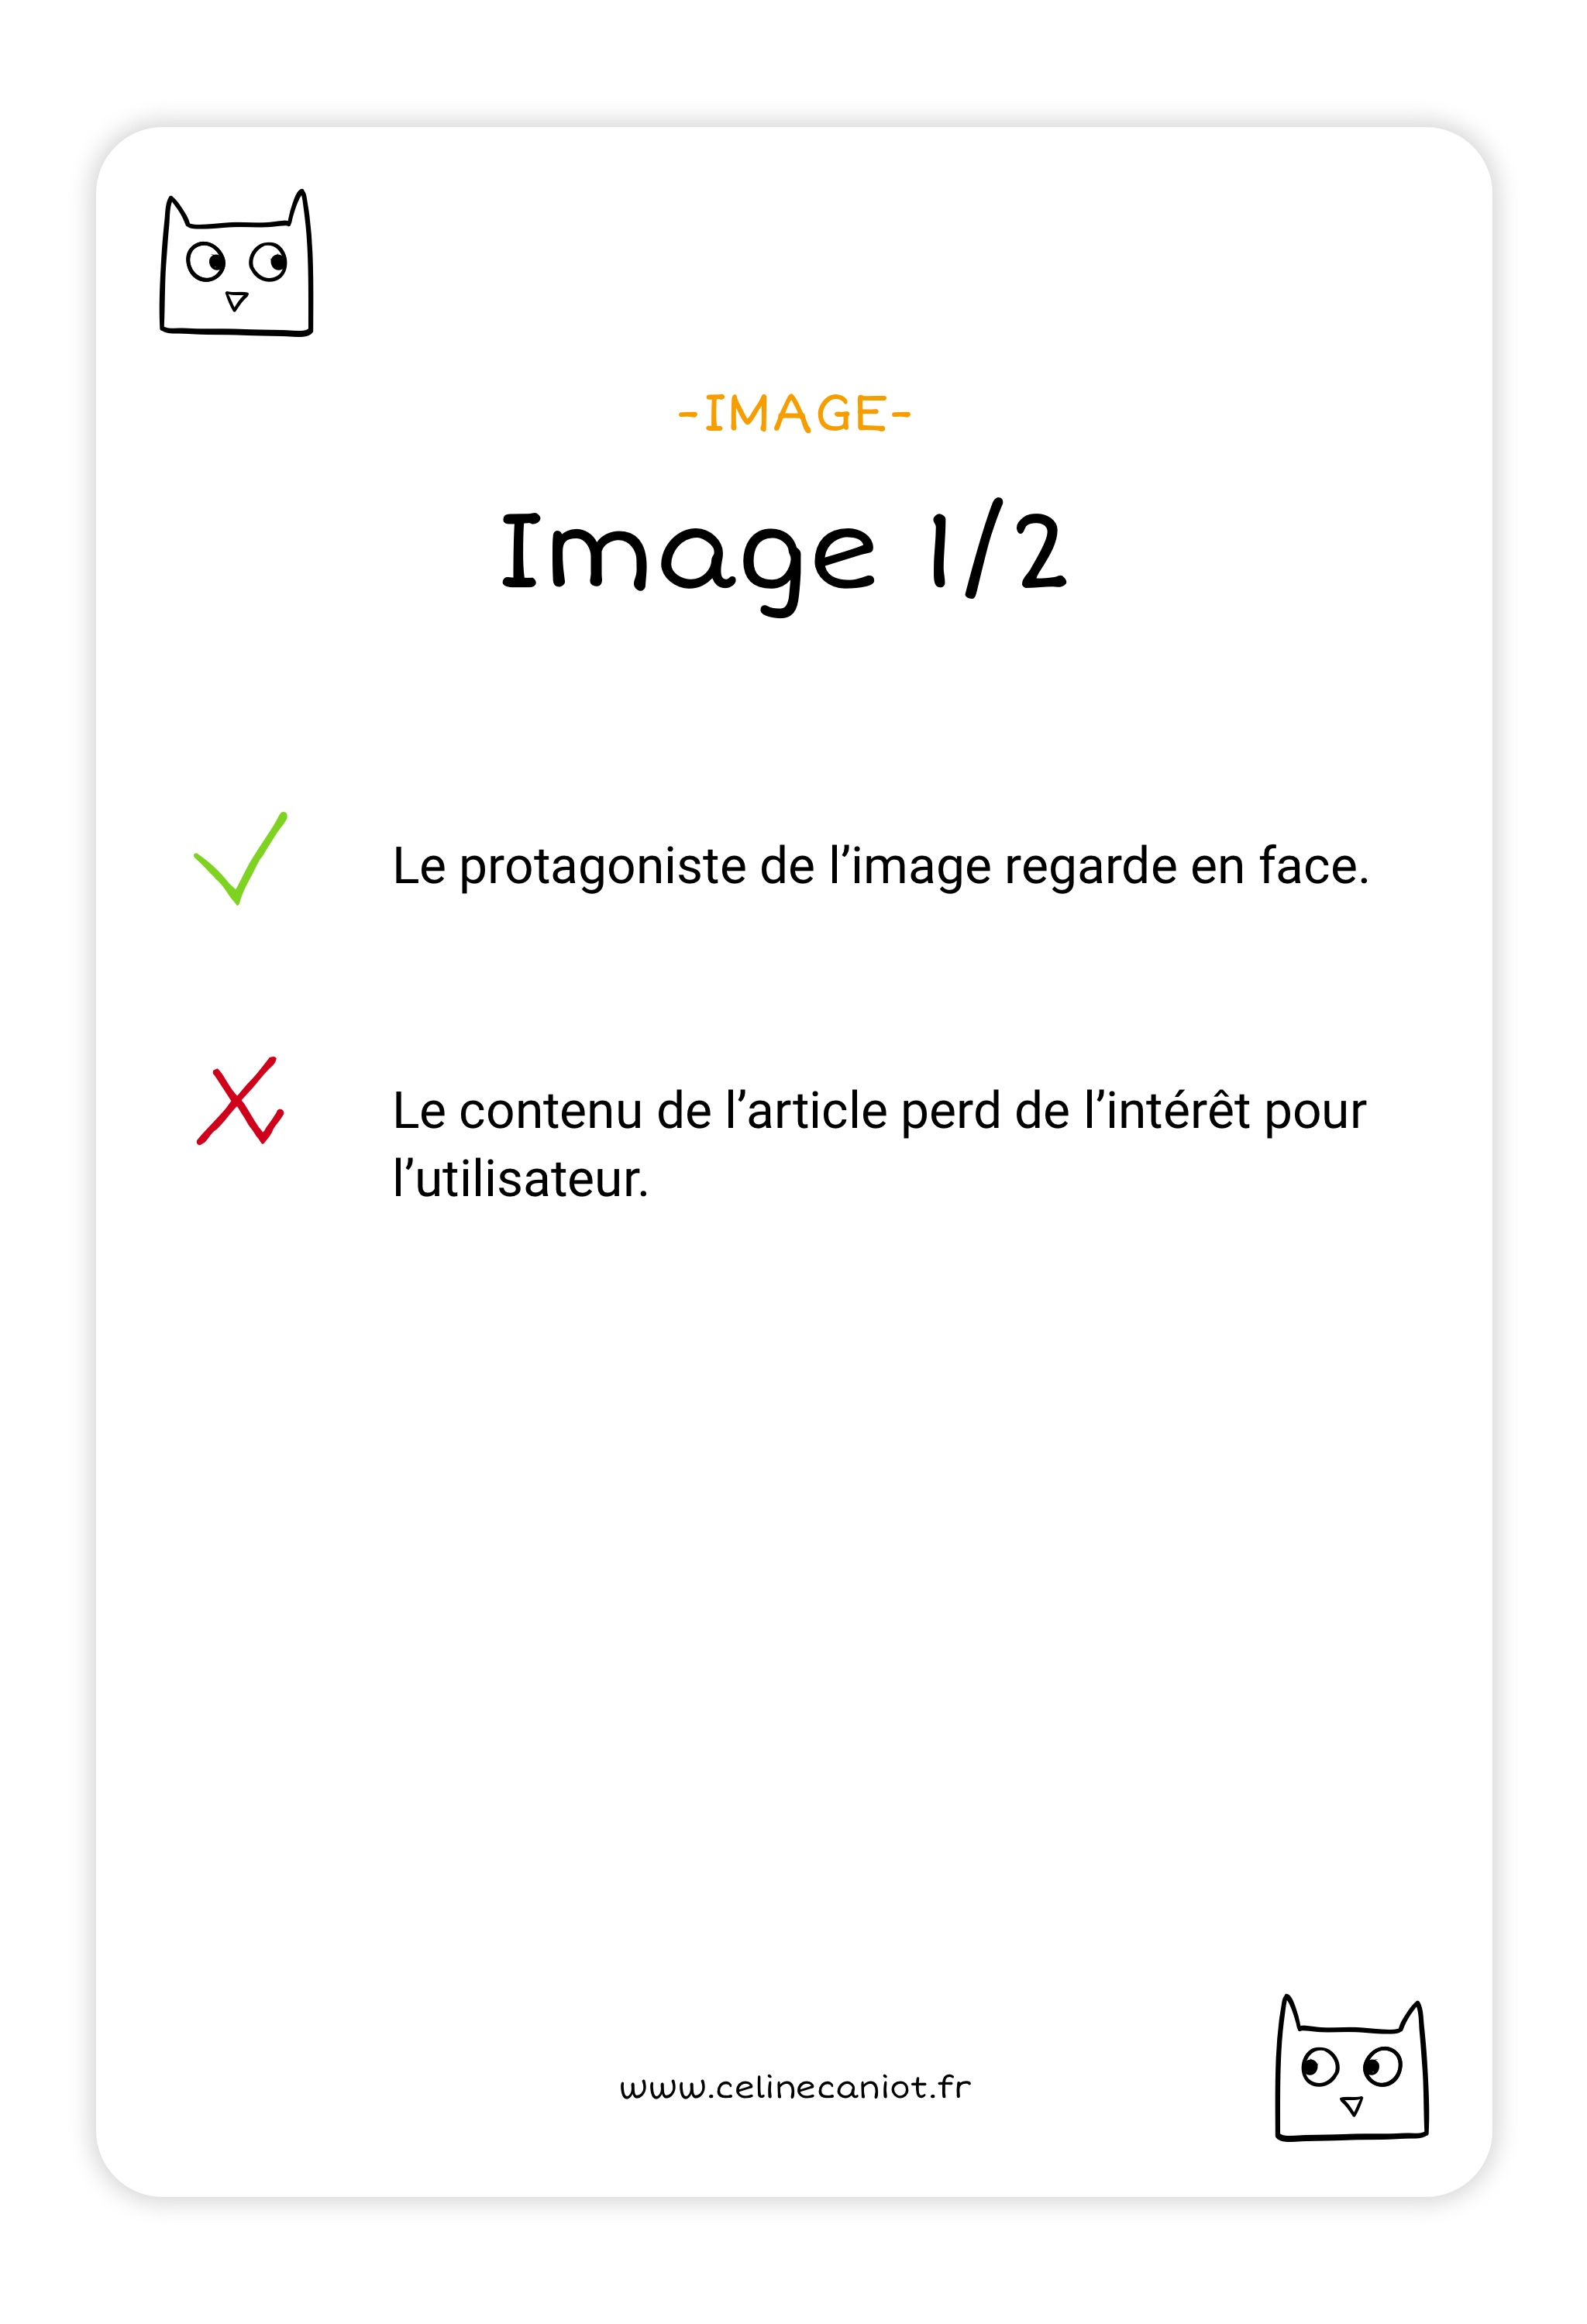 -IMAGE-
Image 1/2
Le protagoniste de l’image regarde en face.
Le contenu de l’article perd de l’intérêt pour
l’utilisateur.
www.celinecaniot.fr